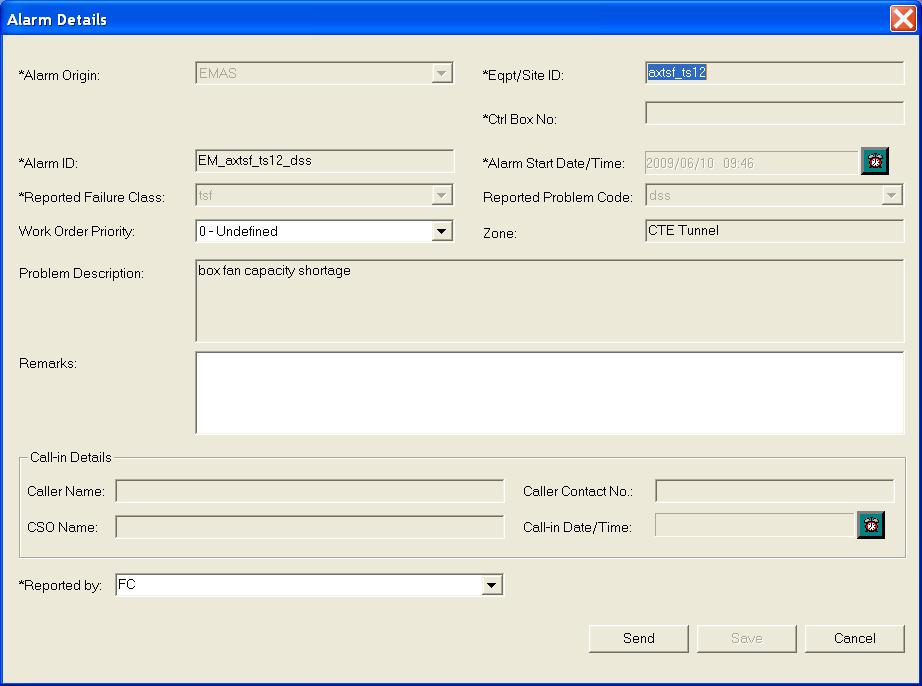 Alarm Details
*Alarm Origin: EMAS *Eqpt/Site ID: axtsf_ts12
*Ctrl Box No:
*Alarm ID: EM_axtsf_ts12_dss *Alarm Start Date/Time: 2009/06/10 09:46
*Reported Failure Class: tsf Reported Problem Code: dss
Work Order Priority: 0 - Undefined Zone: CTE Tunnel
Problem Description: box fan capacity shortage
Remarks:
Call-in Details
Caller Name: Caller Contact No.:
CSO Name: Call-in Date/Time:
*Reported by: FC
Send Save Cancel